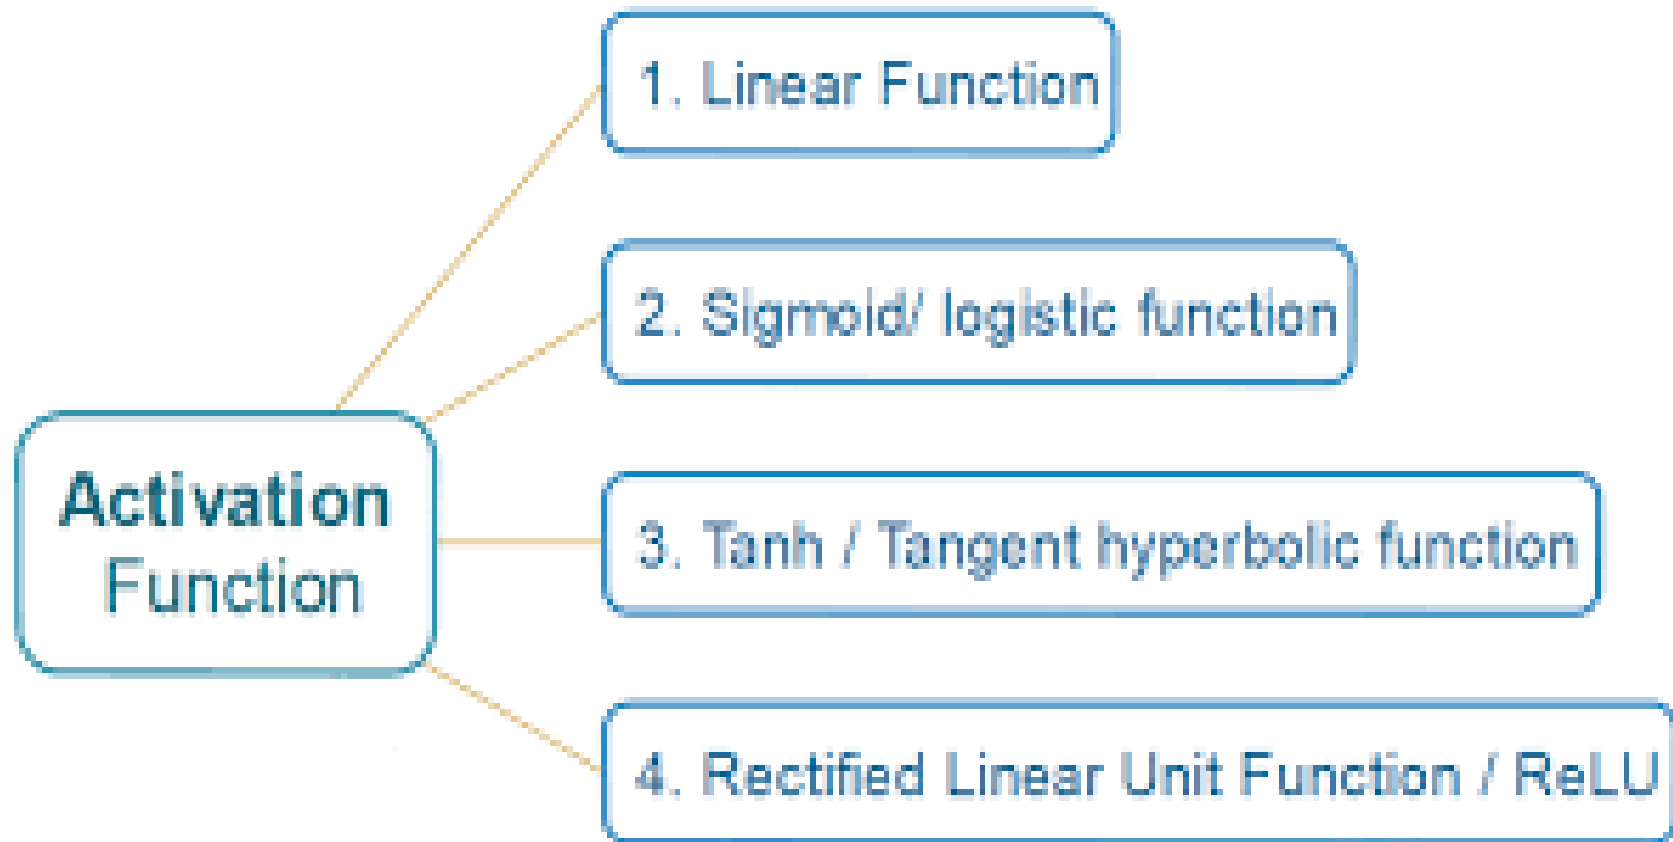 1. Linear Function
2. Sigmoid/ logistic function
Activation
Function
3. Tanh / Tangent hyperbolic function
4. Rectified Linear Unit Function / ReLU